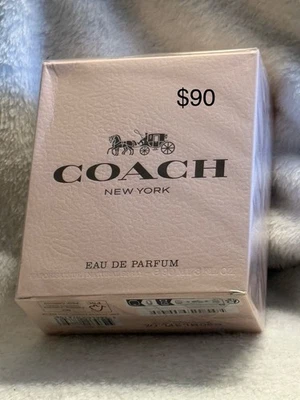 $90
COACH
NEW YORK
EAU DE PARFUM